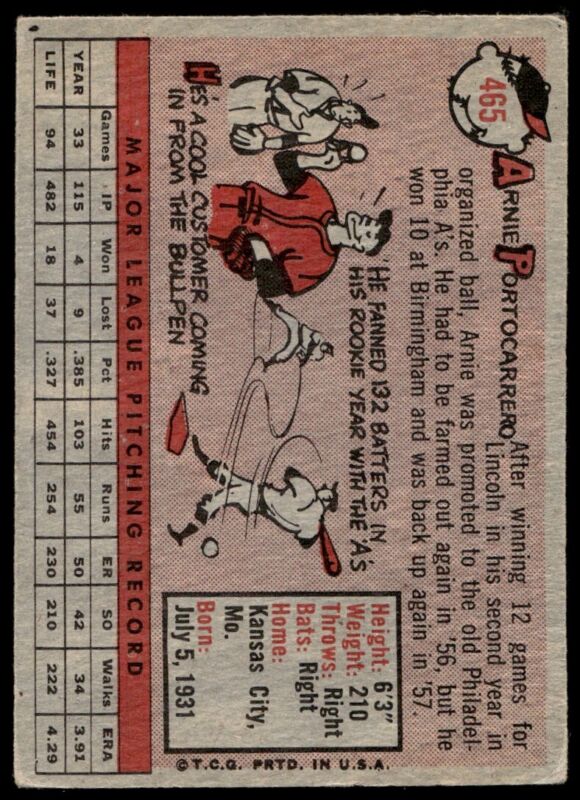 465
ARNIE PORTOCARRERO
After winning 12 games for
Lincoln in his second year in
organized ball, Arnie was promoted to the old Philadel-
phia A's. He had to be farmed out again in '56, but he
won 10 at Birmingham and was back up again in '57.
HE'S A COOL CUSTOMER COMING
IN FROM THE BULLPEN
HE FANNED 132 BATTERS IN
HIS ROOKIE YEAR WITH THE 'A'S
Height: 6'3"
Weight: 210
Throws: Right
Bats: Right
Home:
Kansas City,
Mo.
Born:
July 5, 1931
MAJOR LEAGUE PITCHING RECORD
Games IP Won Lost Pct Hits Runs ER SO Walks ERA
YEAR 33 115 4 9 .385 103 55 50 42 34 3.91
LIFE 94 482 18 37 .327 454 254 230 210 222 4.29
© T.C.G. PRTD. IN U.S.A.